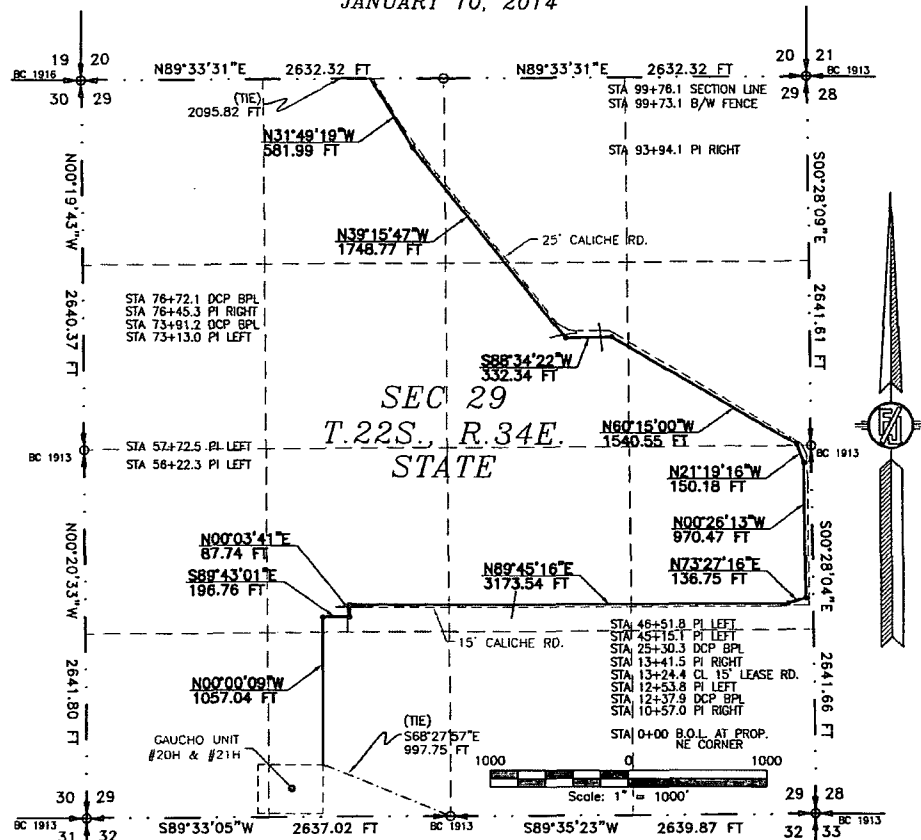 JANUARY 10, 2014
19 20
20 21
BC 1916
N89°33'31"E 2632.32 FT
N89°33'31"E 2632.32 FT
BC 1913
30 29
29 28
STA 99+76.1 SECTION LINE
STA 99+73.1 B/W FENCE
(TIE)
2095.82 FT
N31°49'19"W
581.99 FT
STA 93+94.1 PI RIGHT
N00°19'43"W 2640.37 FT
S00°28'09"E 2641.61 FT
N39°15'47"W
1748.77 FT
25' CALICHE RD.
STA 76+72.1 DCP BPL
STA 76+45.3 PI RIGHT
STA 73+91.2 DCP BPL
STA 73+13.0 PI LEFT
S88°34'22"W
332.34 FT
SEC 29
T.22S., R.34E.
STATE
N60°15'00"W
1540.55 FT
STA 57+72.5 PI LEFT
STA 56+22.3 PI LEFT
BC 1913
BC 1913
N21°19'16"W
150.18 FT
N00°26'13"W
970.47 FT
N00°20'33"W 2641.80 FT
S00°28'04"E 2641.66 FT
N00°03'41"E
87.74 FT
S89°43'01"E
196.76 FT
N89°45'16"E
3173.54 FT
N73°27'16"E
136.75 FT
15' CALICHE RD.
STA 46+51.8 PI LEFT
STA 45+15.1 PI LEFT
STA 25+30.3 DCP BPL
STA 13+41.5 PI RIGHT
STA 13+24.4 CL 15' LEASE RD.
STA 12+53.8 PI LEFT
STA 12+37.9 DCP BPL
STA 10+57.0 PI RIGHT
STA 0+00 B.O.L. AT PROP.
NE CORNER
N00°00'09"W
1057.04 FT
(TIE)
S68°27'57"E
997.75 FT
GAUCHO UNIT
#20H & #21H
1000 0 1000
Scale: 1" = 1000'
30 29
29 28
BC 1913
S89°33'05"W 2637.02 FT
BC 1913
S89°35'23"W 2639.87 FT
BC 1913
31 32
32 33